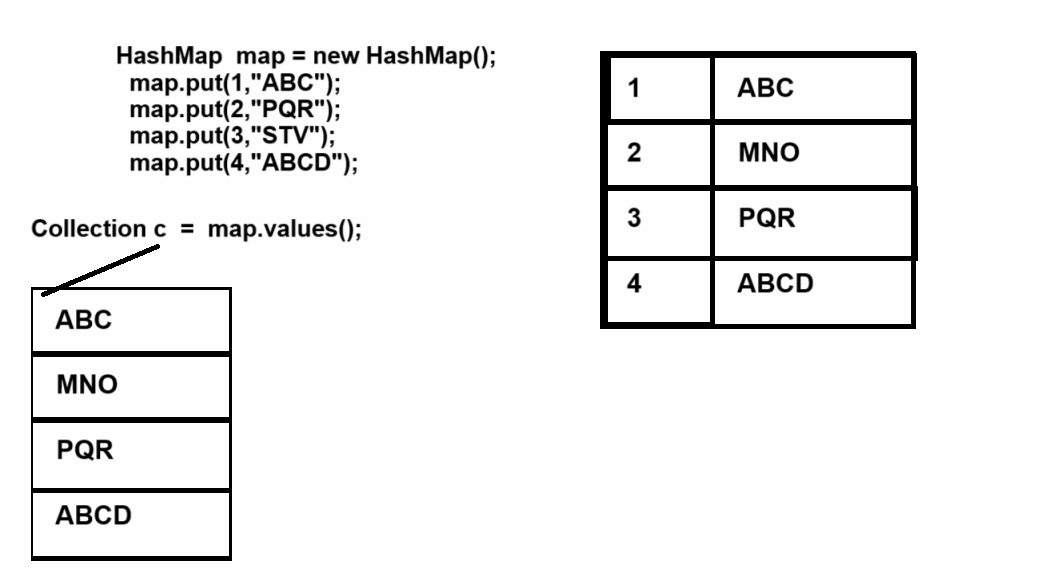 HashMap map = new HashMap();
map.put(1,"ABC");
map.put(2,"PQR");
map.put(3,"STV");
map.put(4,"ABCD");
Collection c = map.values();
ABC
MNO
PQR
ABCD
1 ABC
2 MNO
3 PQR
4 ABCD